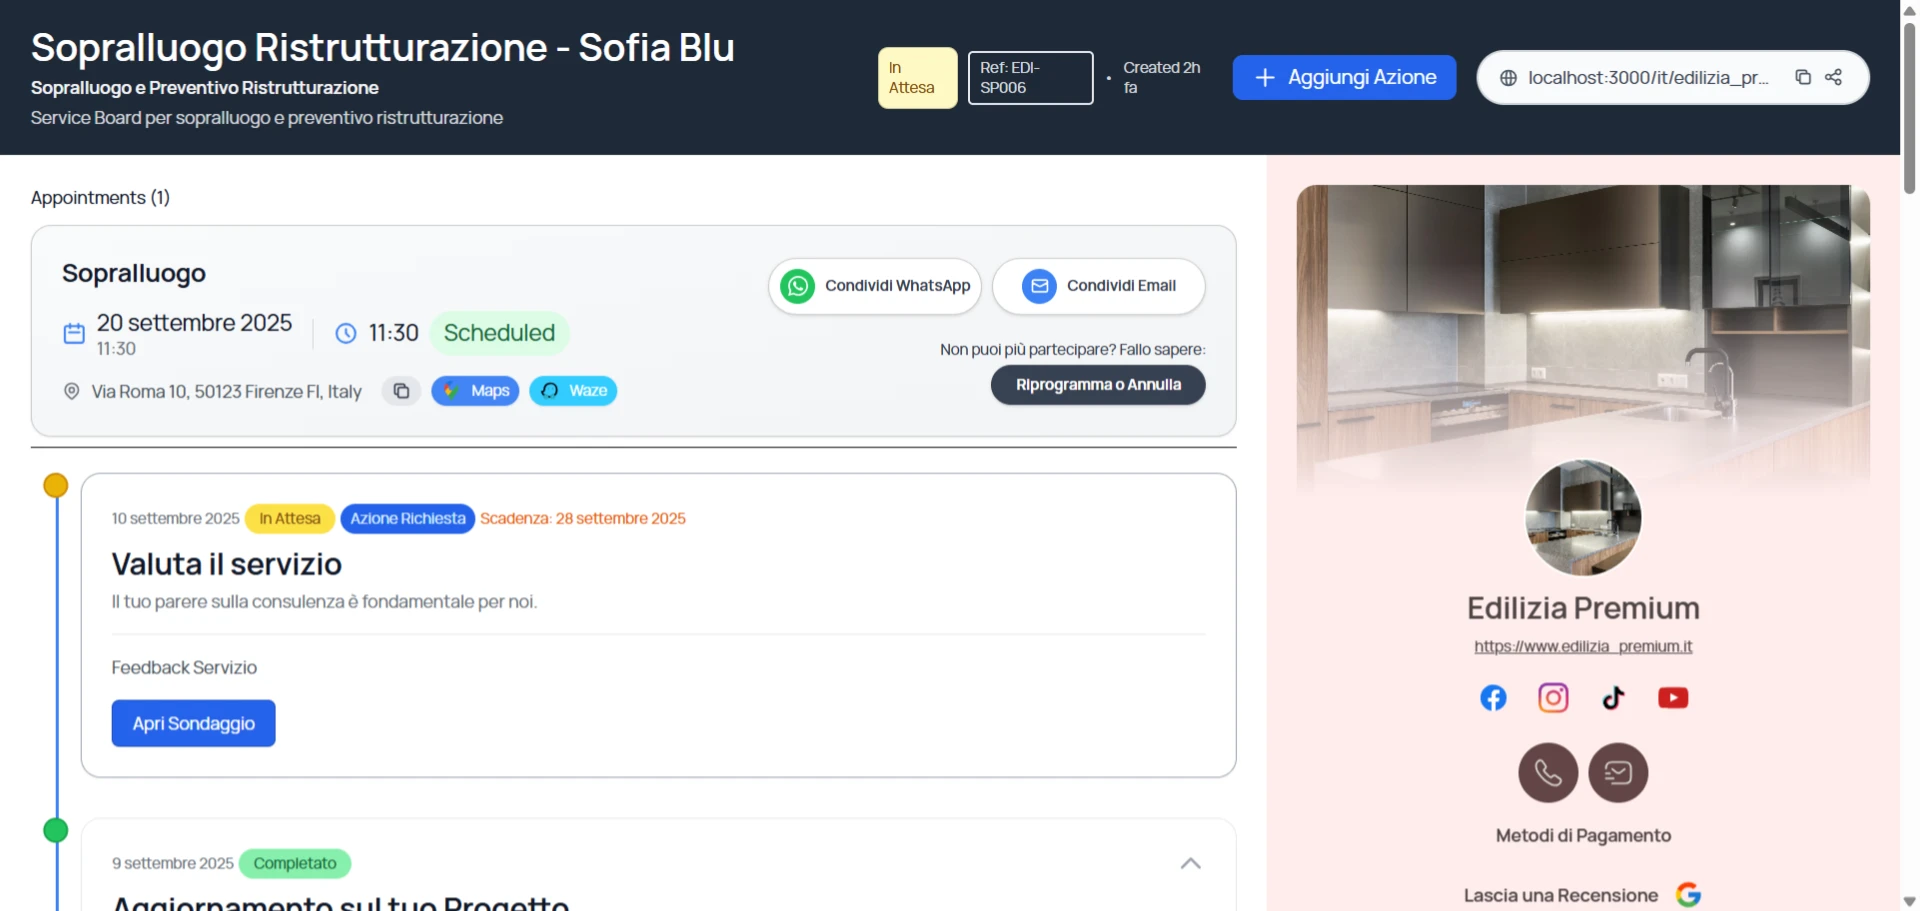 Sopralluogo Ristrutturazione - Sofia Blu
Sopralluogo e Preventivo Ristrutturazione
Service Board per sopralluogo e preventivo ristrutturazione
In
Attesa
Ref: EDI-
SP006
• Created 2h
fa
Aggiungi Azione
localhost:3000/it/edilizia_pr...
Appointments (1)
Sopralluogo
20 settembre 2025
11:30
11:30
Scheduled
Via Roma 10, 50123 Firenze FI, Italy
Maps
Waze
Condividi WhatsApp
Condividi Email
Non puoi più partecipare? Fallo sapere:
Riprogramma o Annulla
10 settembre 2025 In Attesa Azione Richiesta Scadenza: 28 settembre 2025
Valuta il servizio
Il tuo parere sulla consulenza è fondamentale per noi.
Feedback Servizio
Apri Sondaggio
9 settembre 2025 Completato
Aggiornamento sul tuo Progetto
Edilizia Premium
https://www.edilizia_premium.it
Metodi di Pagamento
Lascia una Recensione